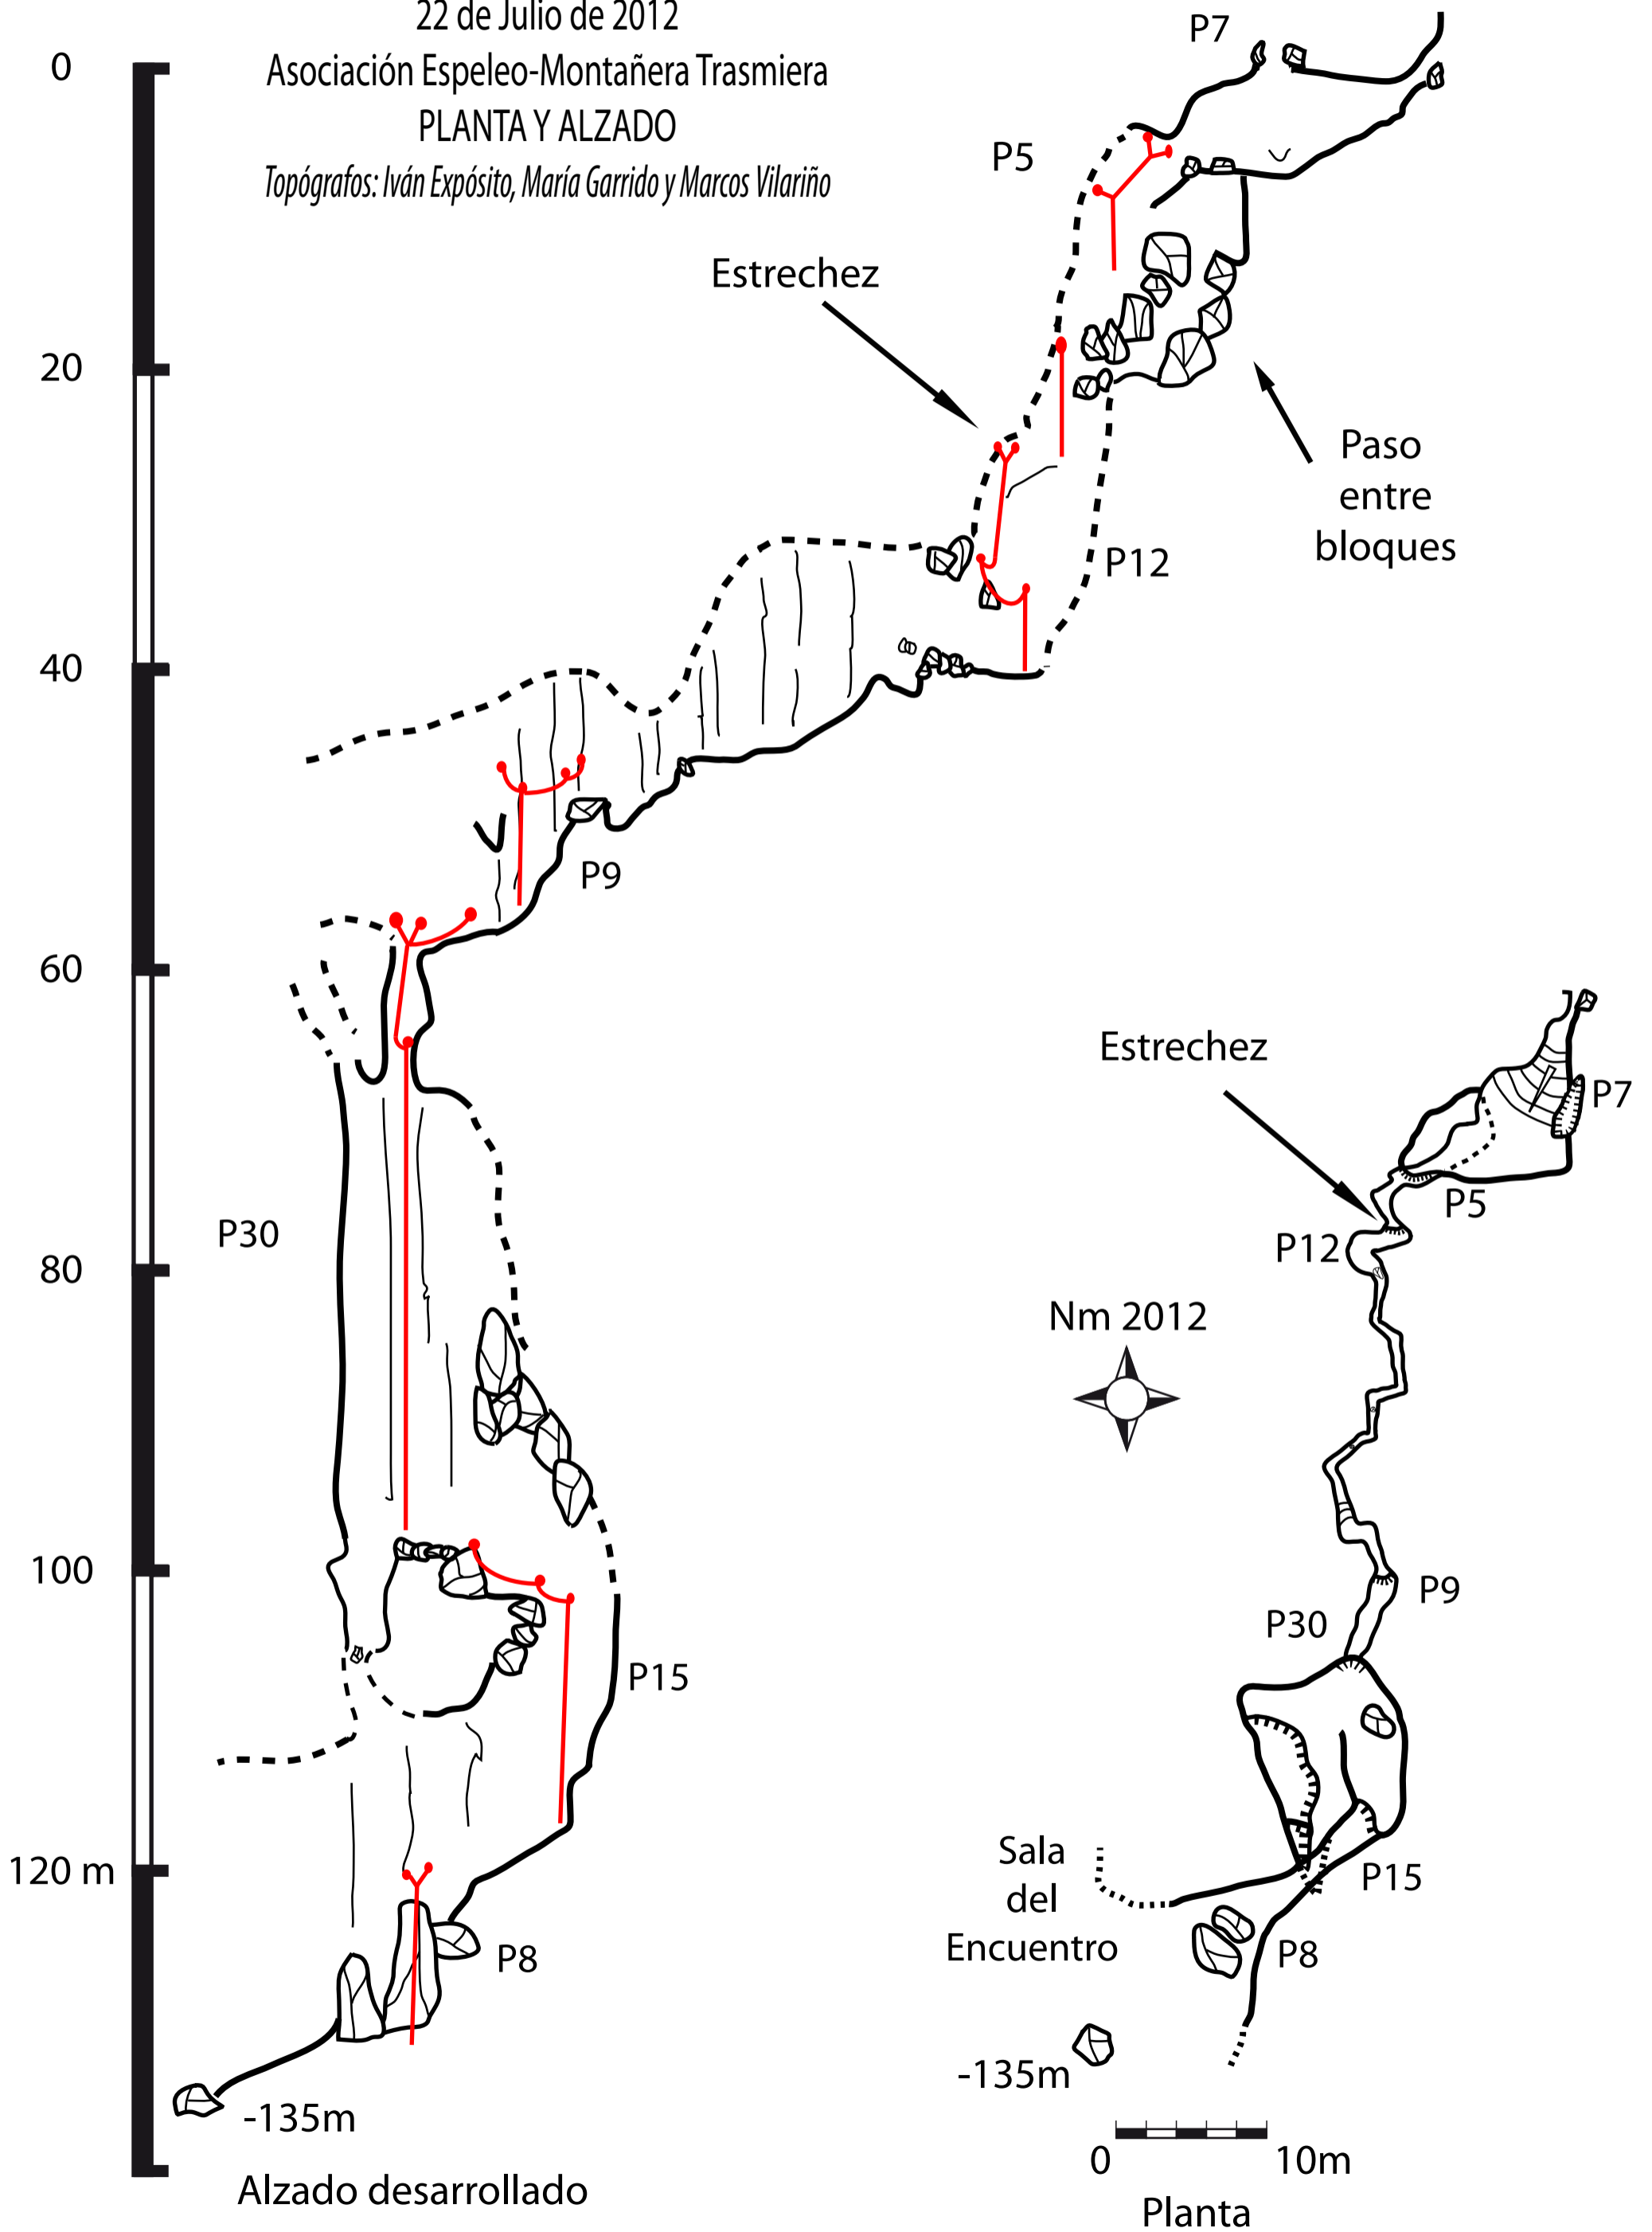 22 de Julio de 2012
Asociación Espeleo-Montañera Trasmiera
PLANTA Y ALZADO
Topógrafos: Iván Expósito, María Garrido y Marcos Vilariño
0
20
40
60
80
100
120 m
P7
P5
Estrechez
Paso
entre
bloques
P12
P9
P30
P15
P8
-135m
Alzado desarrollado
Estrechez
P7
P5
P12
Nm 2012
P9
P30
P15
Sala
del
Encuentro
P8
-135m
0
10m
Planta